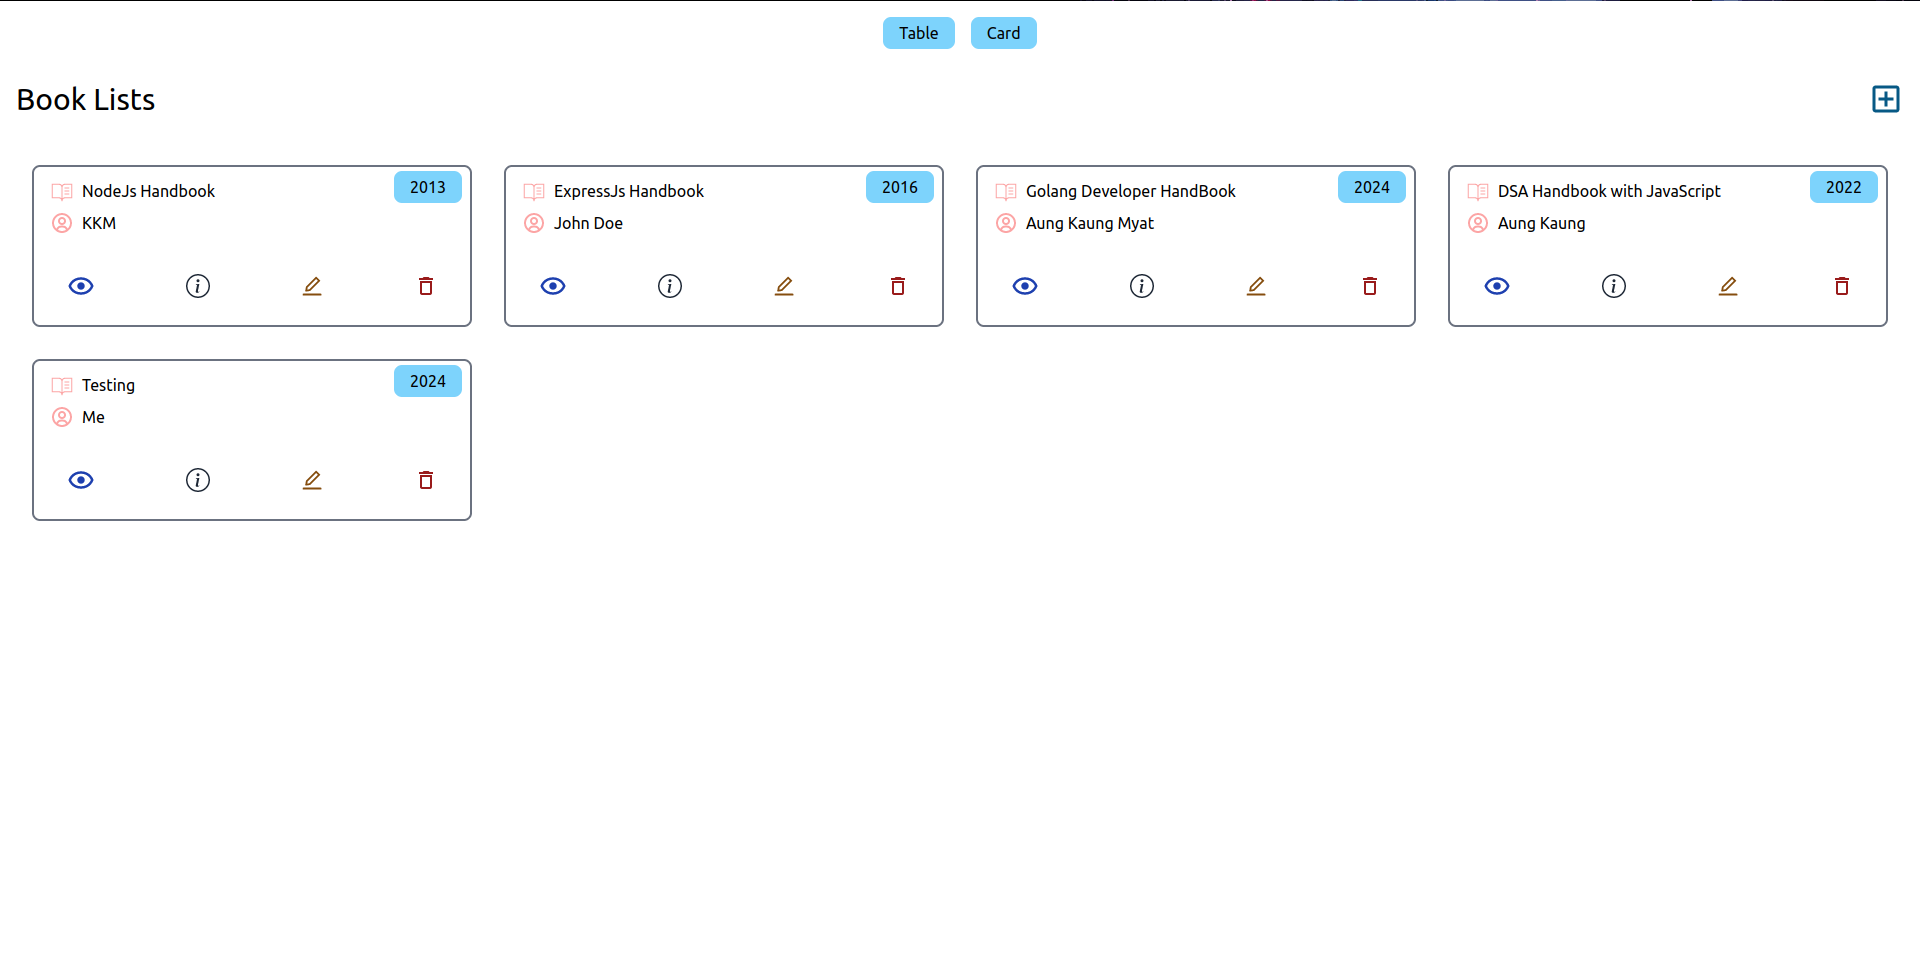 Table Card
Book Lists
NodeJs Handbook 2013
KKM
ExpressJs Handbook 2016
John Doe
Golang Developer HandBook 2024
Aung Kaung Myat
DSA Handbook with JavaScript 2022
Aung Kaung
Testing 2024
Me